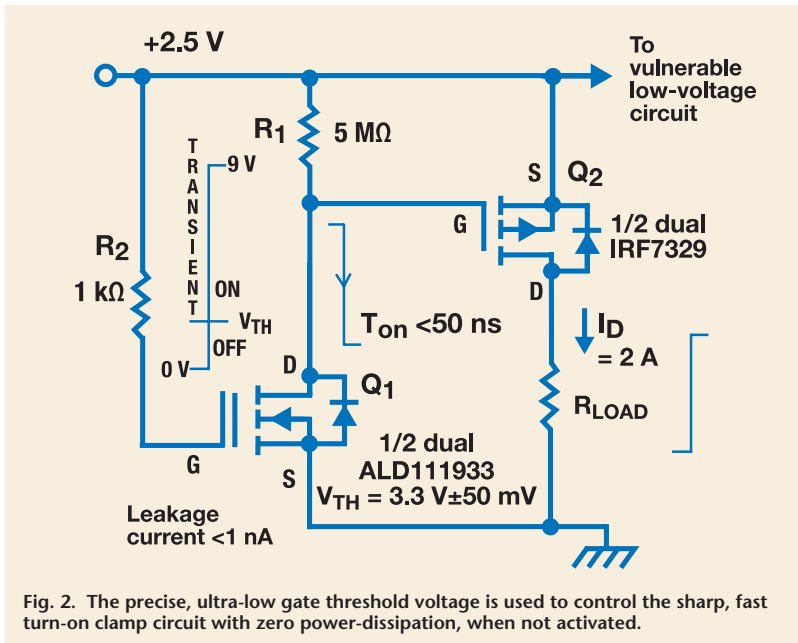 +2.5 V
To
vulnerable
low-voltage
circuit
R1
5 MΩ
TRANSIENT
9 V
S
Q2
G
1/2 dual
IRF7329
R2
1 kΩ
ON
VTH
OFF
0 V
Ton <50 ns
D
ID
= 2 A
D
Q1
RLOAD
1/2 dual
ALD111933
VTH = 3.3 V±50 mV
G
S
Leakage
current <1 nA
Fig. 2. The precise, ultra-low gate threshold voltage is used to control the sharp, fast
turn-on clamp circuit with zero power-dissipation, when not activated.